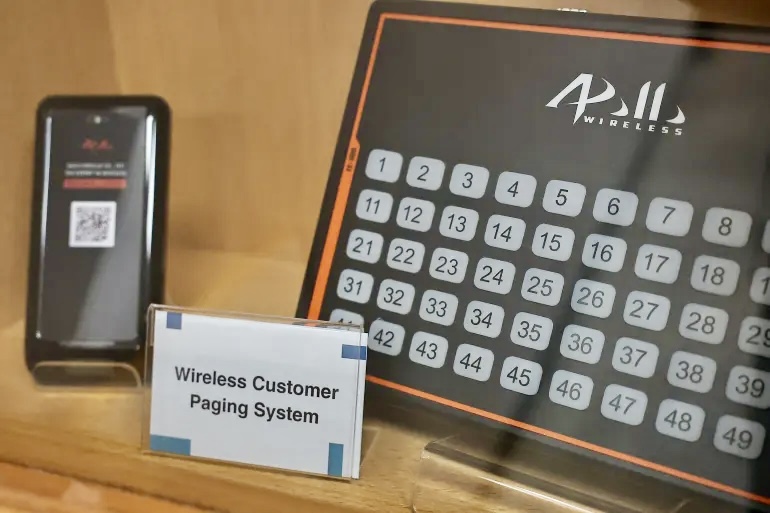 APOLLO
WIRELESS
1 2 3 4 5 6 7 8
11 12 13 14 15 16 17 18
21 22 23 24 25 26 27 28 29
31 32 33 34 35 36 37 38 39
42 43 44 45 46 47 48 49
Wireless Customer
Paging System